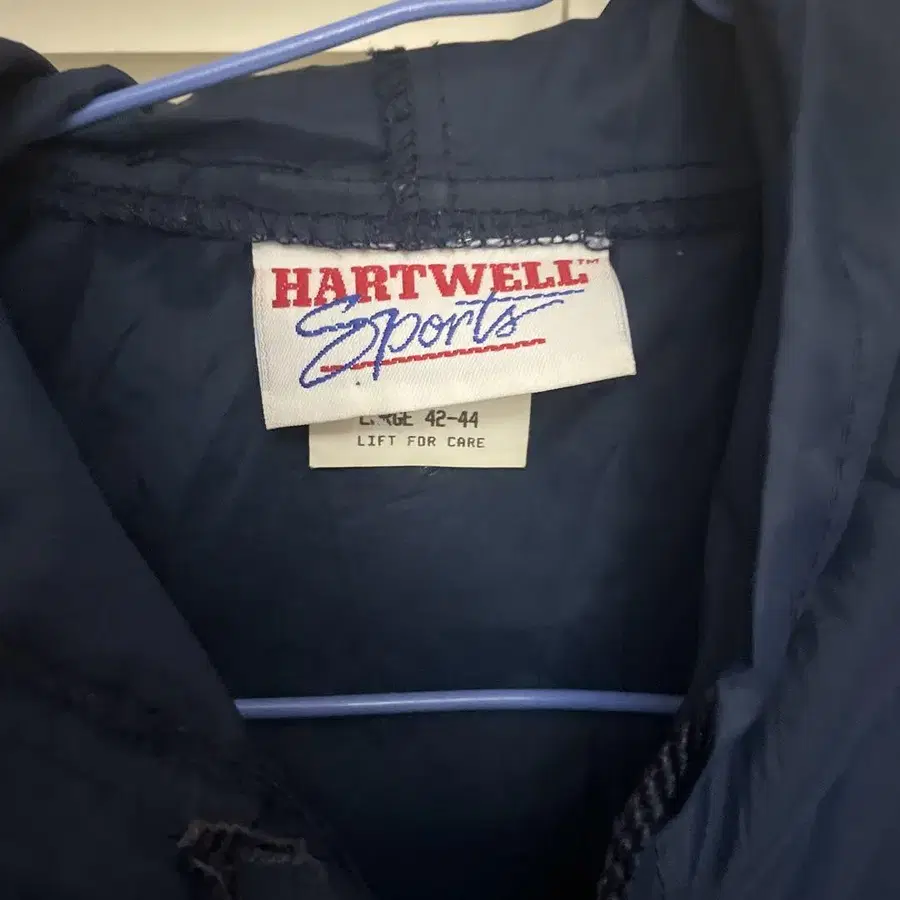 HARTWELL™
Sports
LARGE 42-44
LIFT FOR CARE